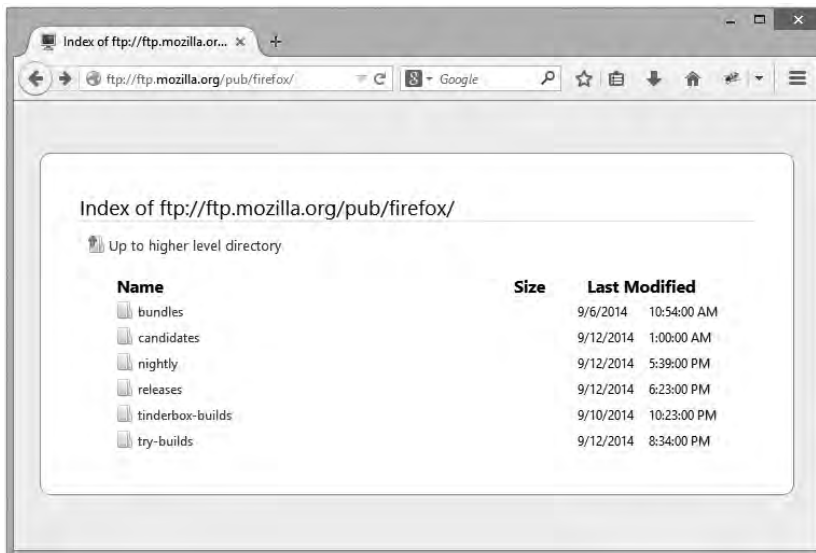 Index of ftp://ftp.mozilla.or...
ftp://ftp.mozilla.org/pub/firefox/
8 Google
Index of ftp://ftp.mozilla.org/pub/firefox/
Up to higher level directory
Name Size Last Modified
bundles 9/6/2014 10:54:00 AM
candidates 9/12/2014 1:00:00 AM
nightly 9/12/2014 5:39:00 PM
releases 9/12/2014 6:23:00 PM
tinderbox-builds 9/10/2014 10:23:00 PM
try-builds 9/12/2014 8:34:00 PM